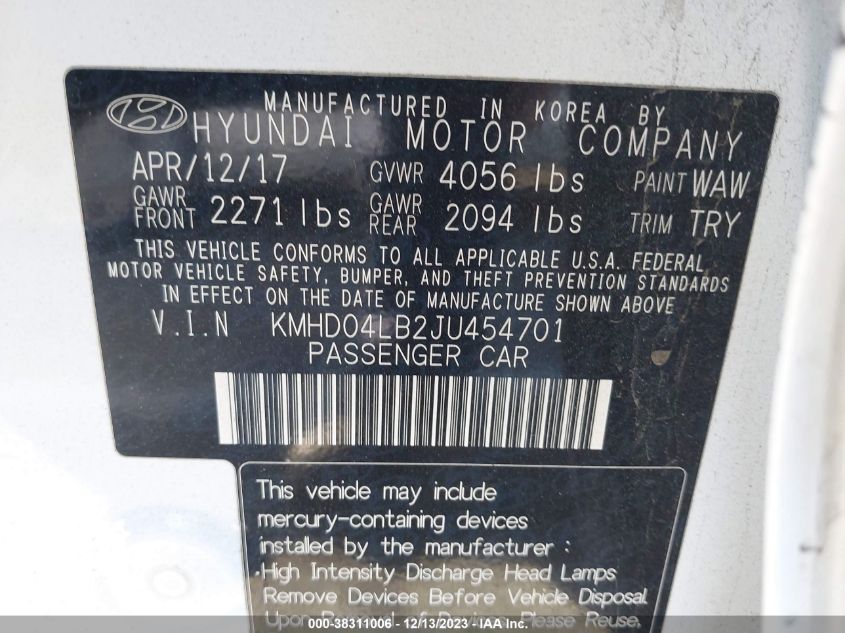 MANUFACTURED IN KOREA BY
HYUNDAI MOTOR COMPANY
APR/12/17 GVWR 4056 lbs PAINT WAW
GAWR FRONT 2271 lbs GAWR REAR 2094 lbs TRIM TRY
THIS VEHICLE CONFORMS TO ALL APPLICABLE U.S.A. FEDERAL
MOTOR VEHICLE SAFETY, BUMPER, AND THEFT PREVENTION STANDARDS
IN EFFECT ON THE DATE OF MANUFACTURE SHOWN ABOVE
V.I.N KMHD04LB2JU454701
PASSENGER CAR
This vehicle may include
mercury-containing devices
installed by the manufacturer :
·High Intensity Discharge Head Lamps
Remove Devices Before Vehicle Disposal
Upon Please Reuse,
000-38311006 - 12/13/2023 - IAAI Inc.